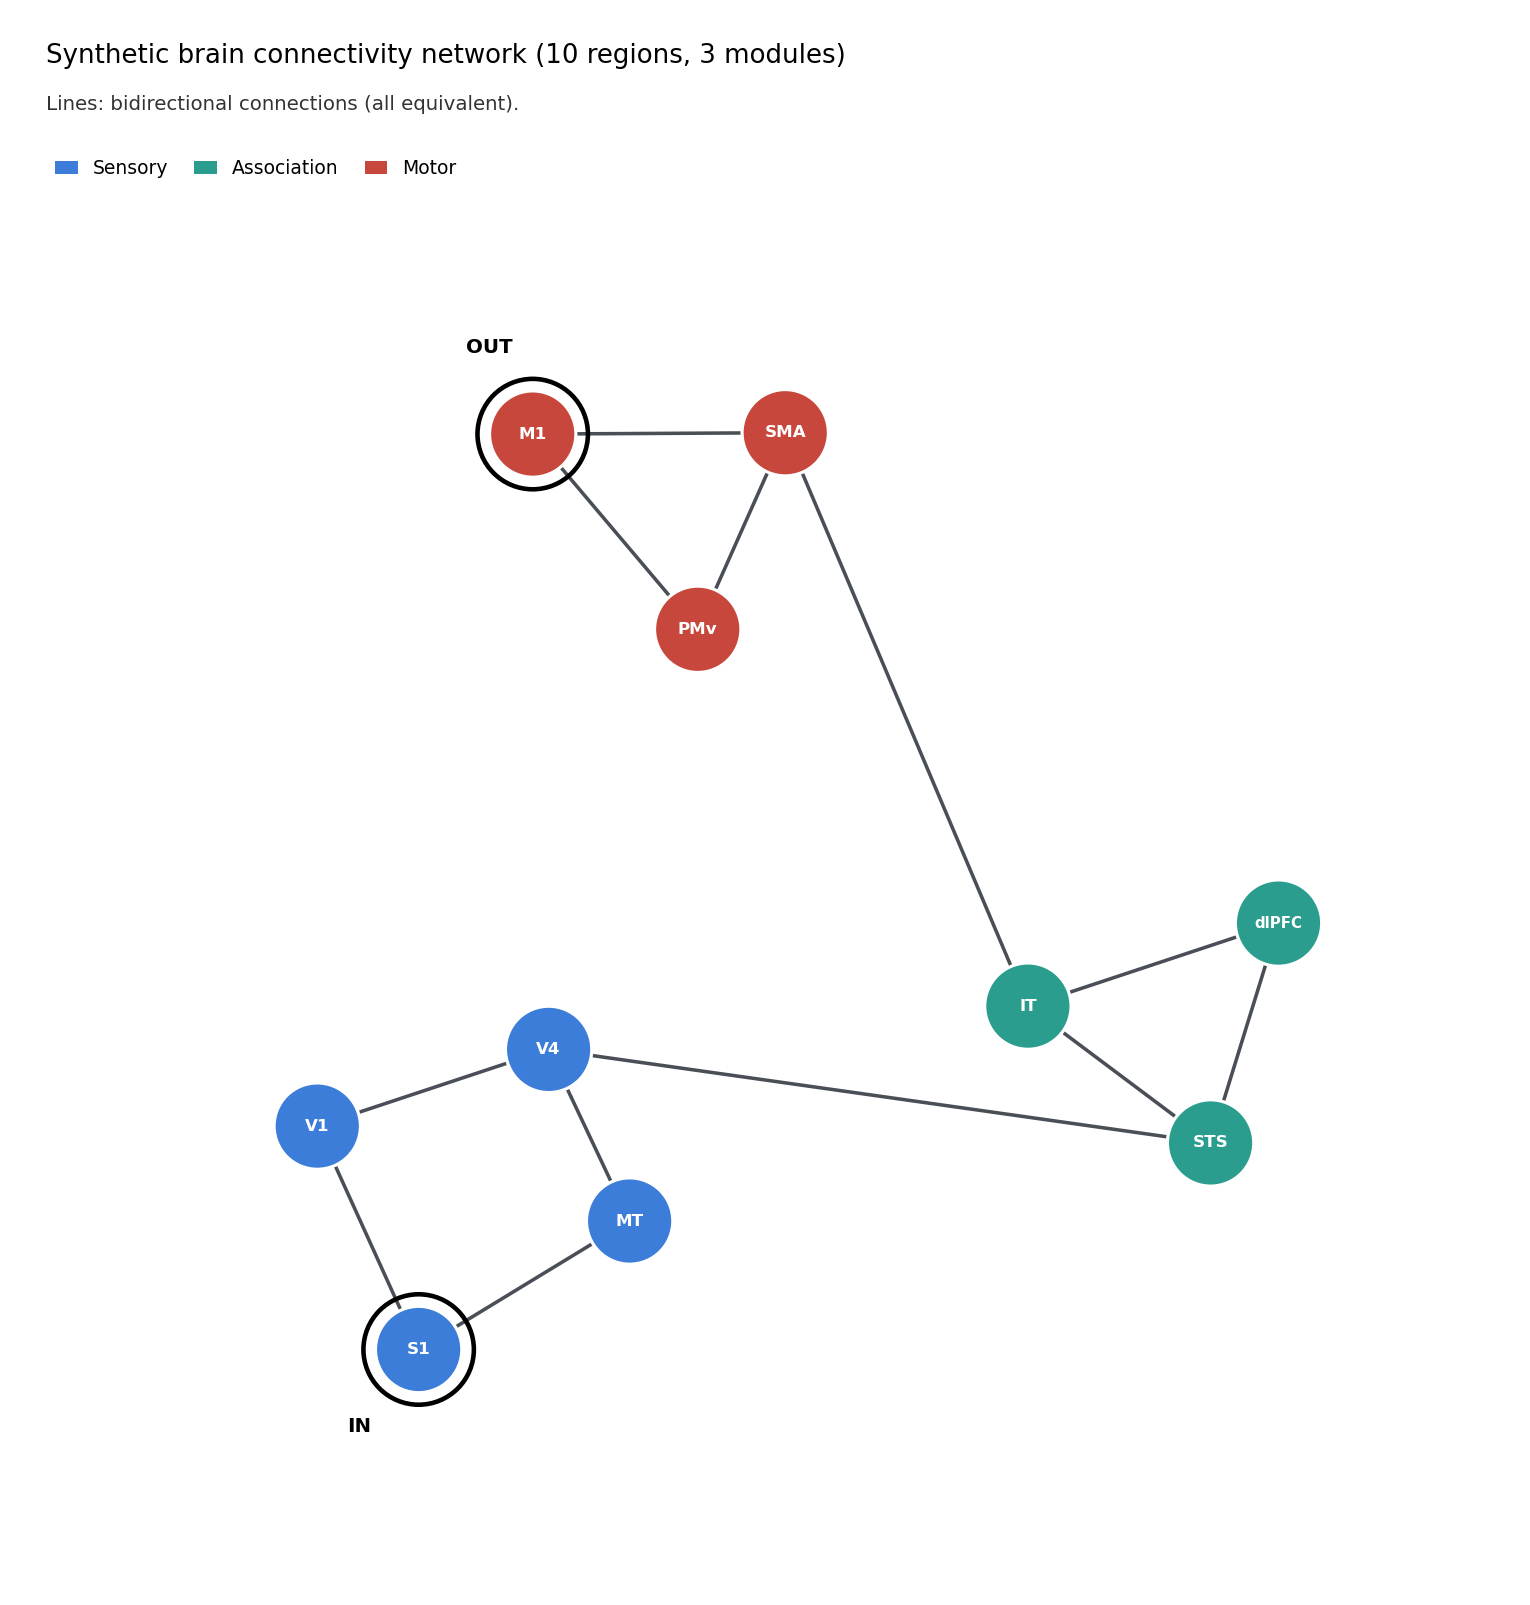 Synthetic brain connectivity network (10 regions, 3 modules)
Lines: bidirectional connections (all equivalent).
Sensory Association Motor
OUT
M1 SMA
PMv
dlPFC
IT
V4
V1
STS
MT
S1
IN